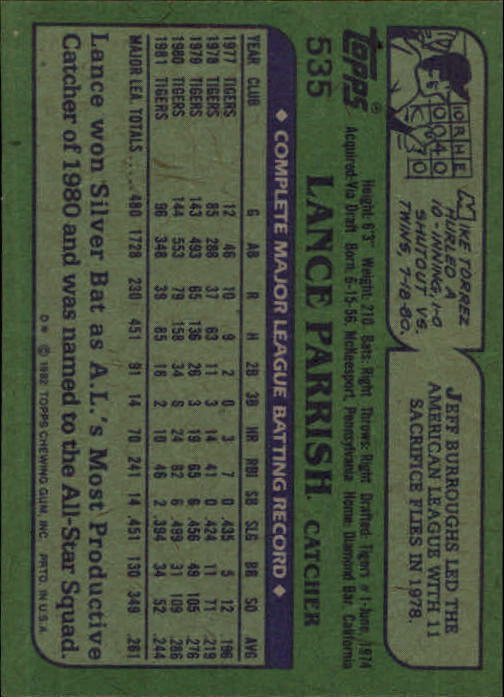 MIKE TORREZ
HURLED A
10-INNING, 1-0
SHUTOUT VS.
TWINS, 7-18-80.
10 R H E
0 0 4 0
JEFF BURROUGHS LED THE
AMERICAN LEAGUE WITH 11
SACRIFICE FLIES IN 1978.
topps®
535 LANCE PARRISH, CATCHER
Height: 6'3" Weight: 210 Bats: Right Throws: Right Drafted: Tigers #1-June, 1974
Acquired: Via Draft Born: 6-15-56, McKeesport, Pennsylvania Home: Diamond Bar, California
◆ COMPLETE MAJOR LEAGUE BATTING RECORD ◆
YEAR CLUB G AB R H 2B 3B HR RBI SB SLG BB SO AVG
1977 TIGERS 12 46 10 9 2 0 3 7 0 .435 5 12 196
1978 TIGERS 85 288 37 63 11 3 14 41 0 .424 11 71 219
1979 TIGERS 143 493 65 136 26 3 19 65 6 .456 49 105 276
1980 TIGERS 144 553 79 158 34 6 24 82 6 .499 31 109 286
1981 TIGERS 96 348 39 85 18 2 10 46 2 .394 34 52 244
MAJOR LEA. TOTALS 480 1728 230 451 91 14 70 241 14 .451 130 349 261
Lance won Silver Bat as A.L.'s Most Productive
Catcher of 1980 and was named to the All-Star Squad.
D* © 1982 TOPPS CHEWING GUM, INC. PRTD. IN U.S.A.